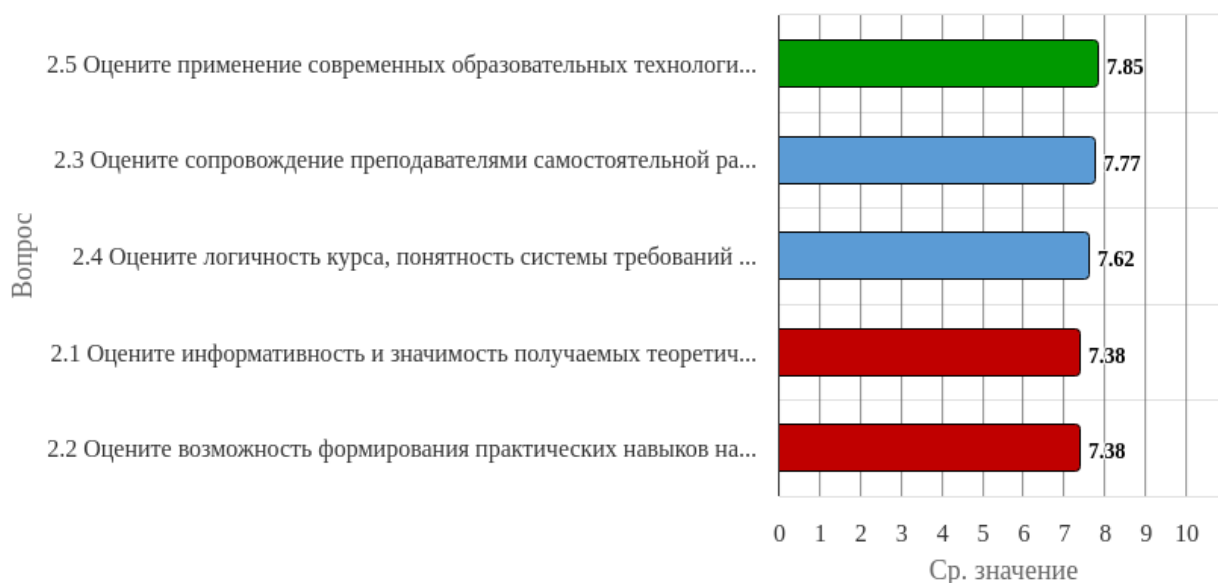 2.5 Оцените применение современных образовательных технологи...
7.85
2.3 Оцените сопровождение преподавателями самостоятельной ра...
7.77
2.4 Оцените логичность курса, понятность системы требований ...
7.62
2.1 Оцените информативность и значимость получаемых теоретич...
7.38
2.2 Оцените возможность формирования практических навыков на...
7.38
Вопрос
0 1 2 3 4 5 6 7 8 9 10
Ср. значение